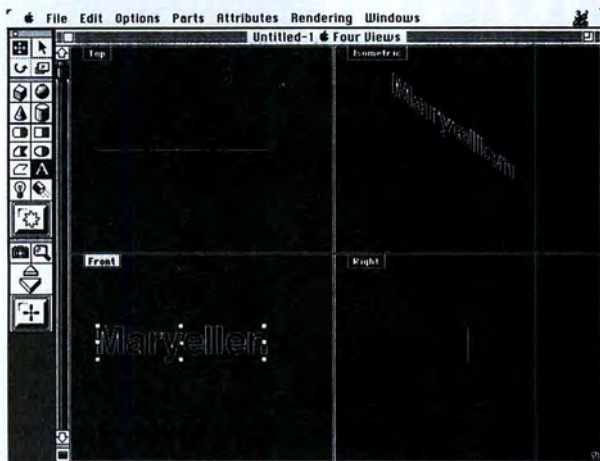 File Edit Options Parts Attributes Rendering Windows
Untitled-1 Four Views
Top
Isometric
Maryellen
Front
Right
Maryellen